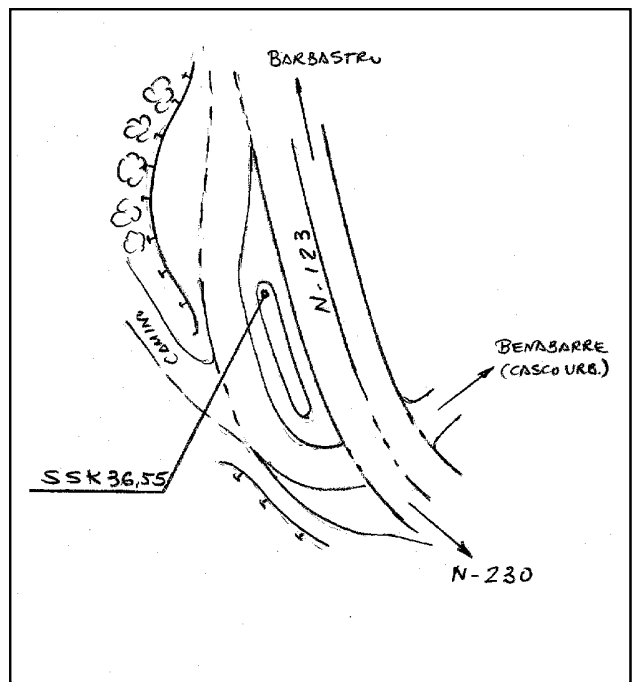 BARBASTRO
N-123
CAMINO
BENABARRE
(CASCO URB.)
SSK36,55
N-230